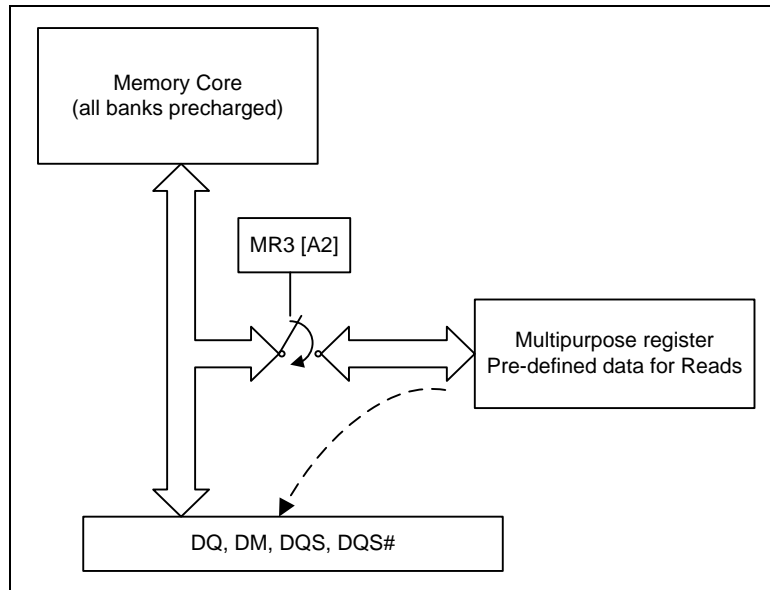 Memory Core
(all banks precharged)
MR3 [A2]
Multipurpose register
Pre-defined data for Reads
DQ, DM, DQS, DQS#